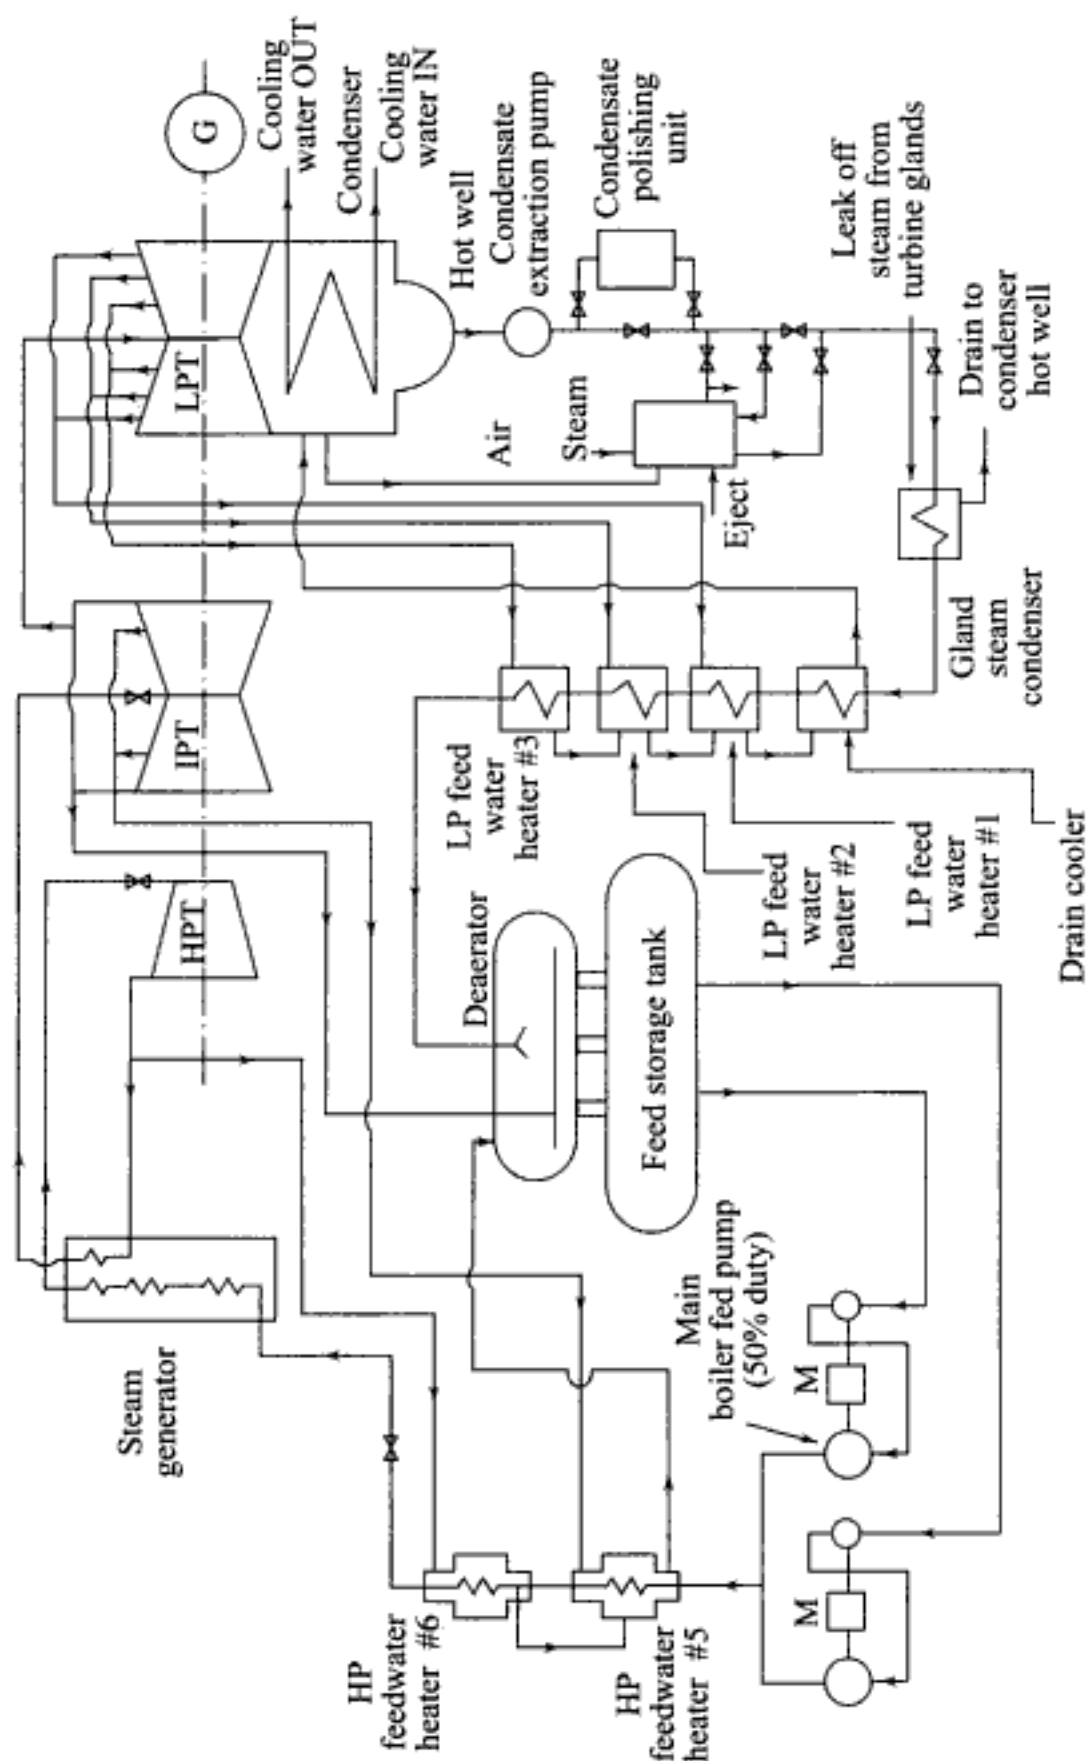 G
Cooling
water OUT
Condenser
Cooling
water IN
Hot well
Condensate
extraction pump
Condensate
polishing
unit
Leak off
steam from
turbine glands
Drain to
condenser
hot well
LPT
Air
Steam
Eject
Gland
steam
condenser
IPT
LP feed
water
heater #3
LP feed
water
heater #2
LP feed
water
heater #1
Drain cooler
HPT
Deaerator
Feed storage tank
Steam
generator
Main
boiler fed pump
(50% duty)
M
M
HP
feedwater
heater #6
HP
feedwater
heater #5